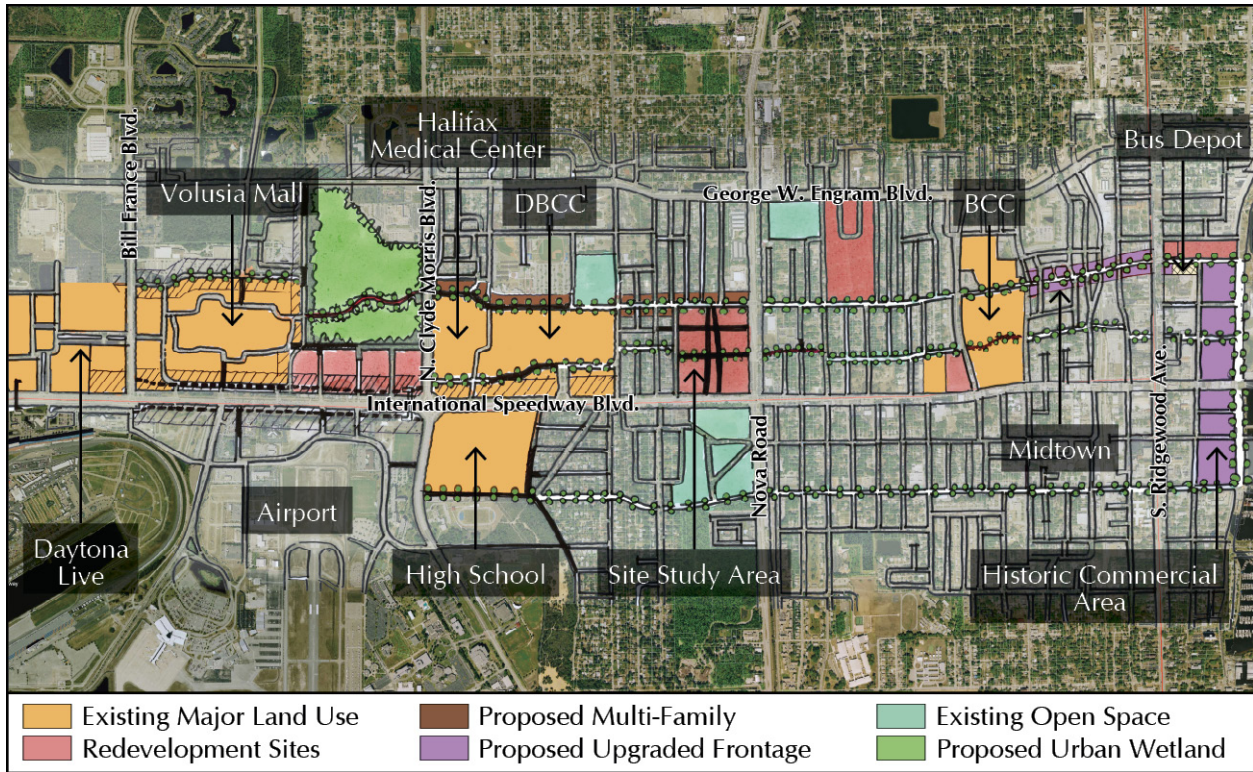 Halifax
Medical Center
Bus Depot
Bill France Blvd.
Volusia Mall
N. Clyde Morris Blvd.
DBCC
George W. Engram Blvd.
BCC
International Speedway Blvd.
Nova Road
Midtown
S. Ridgewood Ave.
Airport
Daytona
Live
High School
Site Study Area
Historic Commercial
Area
Existing Major Land Use
Proposed Multi-Family
Existing Open Space
Redevelopment Sites
Proposed Upgraded Frontage
Proposed Urban Wetland